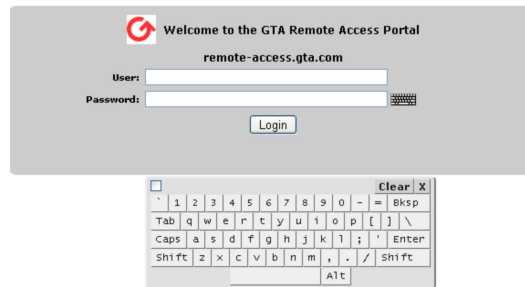 Welcome to the GTA Remote Access Portal
remote-access.gta.com
User:
Password:
Login
Clear X
` 1 2 3 4 5 6 7 8 9 0 - = Bksp
Tab q w e r t y u i o p [ ] \
Caps a s d f g h j k l ; ' Enter
Shift z x c v b n m , . / Shift
Alt